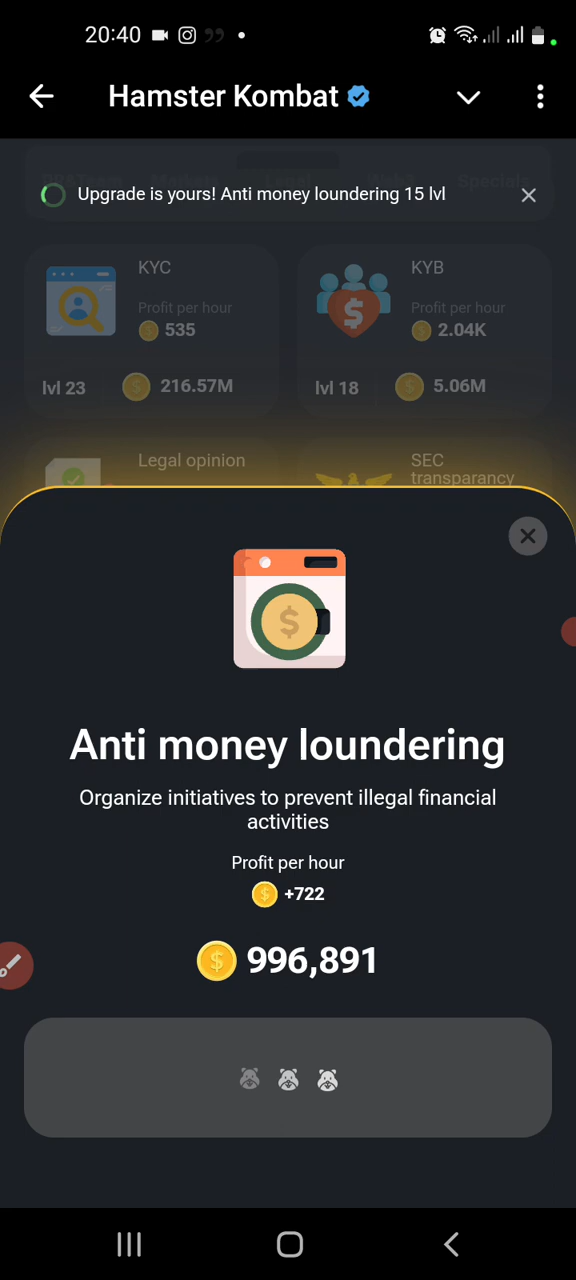 20:40
Hamster Kombat
Upgrade is yours! Anti money loundering 15 lvl
Specials
KYC
Profit per hour
535
lvl 23
216.57M
KYB
Profit per hour
2.04K
lvl 18
5.06M
Legal opinion
SEC
transparancy
Anti money loundering
Organize initiatives to prevent illegal financial
activities
Profit per hour
+722
996,891